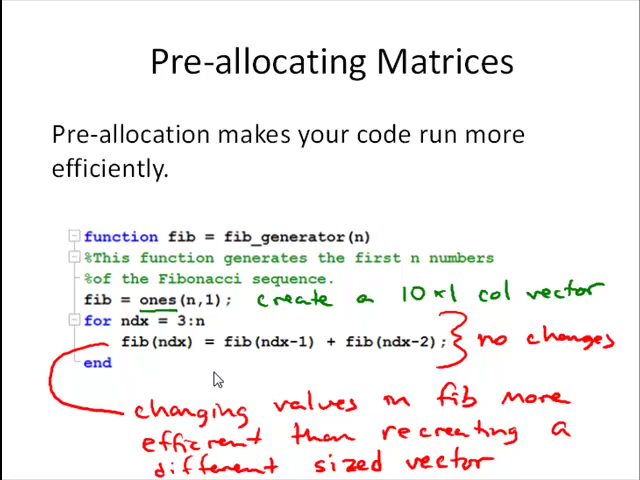 Pre-allocating Matrices
Pre-allocation makes your code run more
efficiently.
function fib = fib_generator(n)
%This function generates the first n numbers
%of the Fibonacci sequence.
fib = ones(n,1); create a 10x1 col vector
for ndx = 3:n
fib(ndx) = fib(ndx-1) + fib(ndx-2); no changes
end
changing values in fib more
efficient than recreating a
different sized vector